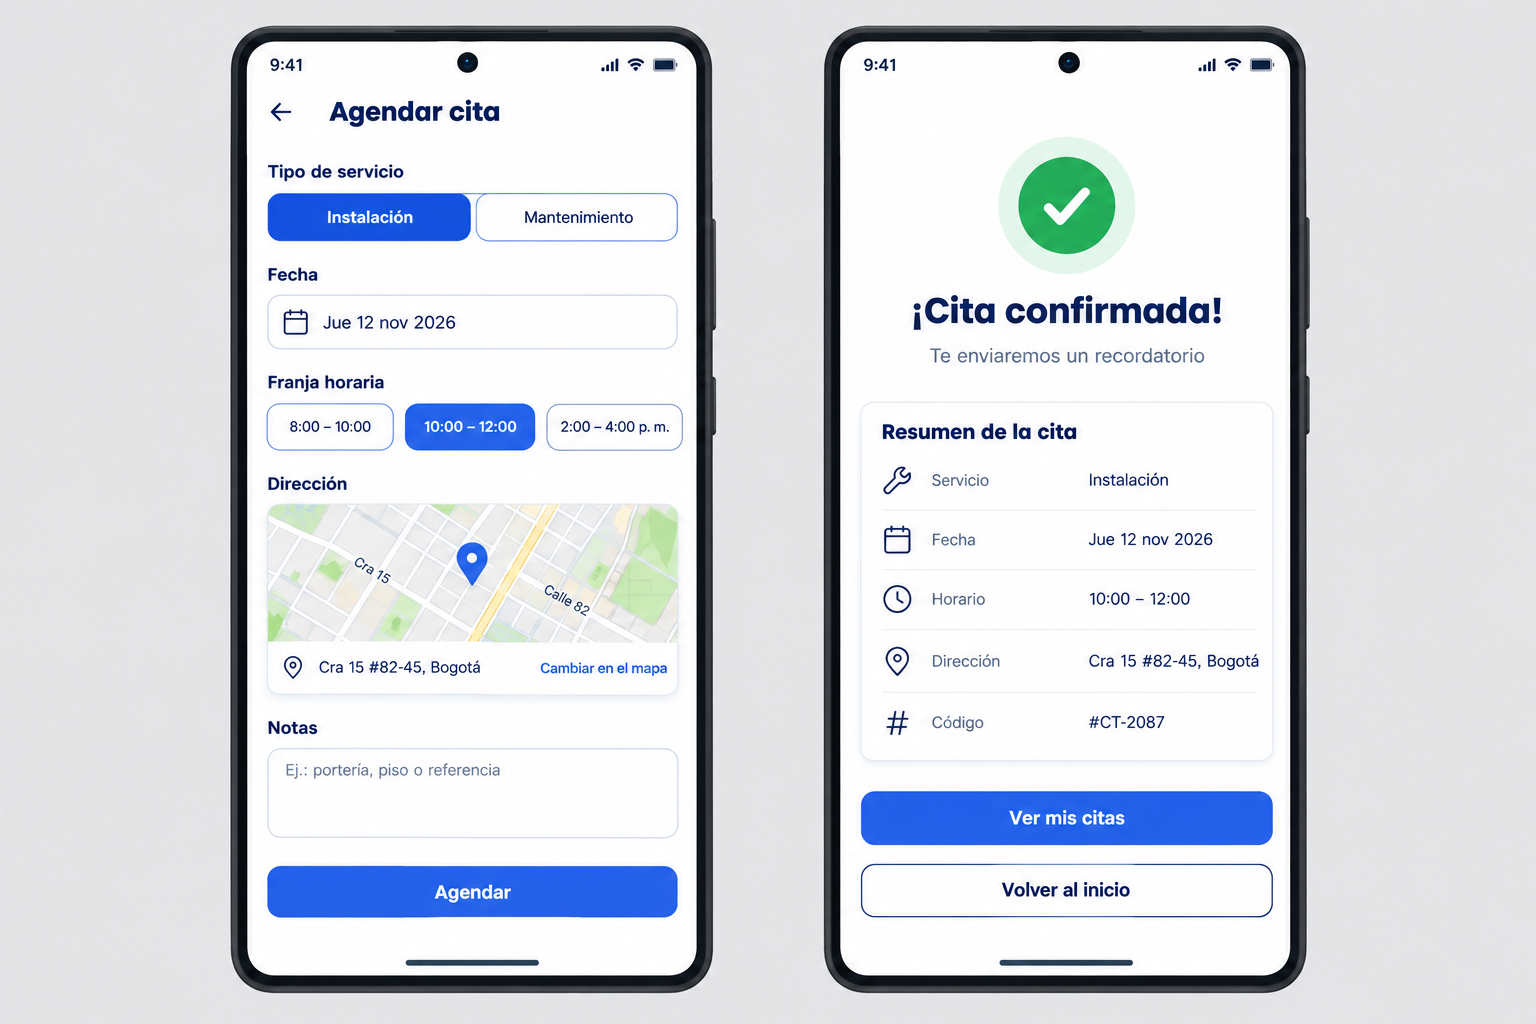 9:41
Agendar cita
Tipo de servicio
Instalación
Mantenimiento
Fecha
Jue 12 nov 2026
Franja horaria
8:00 – 10:00
10:00 – 12:00
2:00 – 4:00 p. m.
Dirección
Cra 15
Calle 82
Cra 15 #82-45, Bogotá
Cambiar en el mapa
Notas
Ej.: portería, piso o referencia
Agendar
9:41
¡Cita confirmada!
Te enviaremos un recordatorio
Resumen de la cita
Servicio Instalación
Fecha Jue 12 nov 2026
Horario 10:00 – 12:00
Dirección Cra 15 #82-45, Bogotá
# Código #CT-2087
Ver mis citas
Volver al inicio